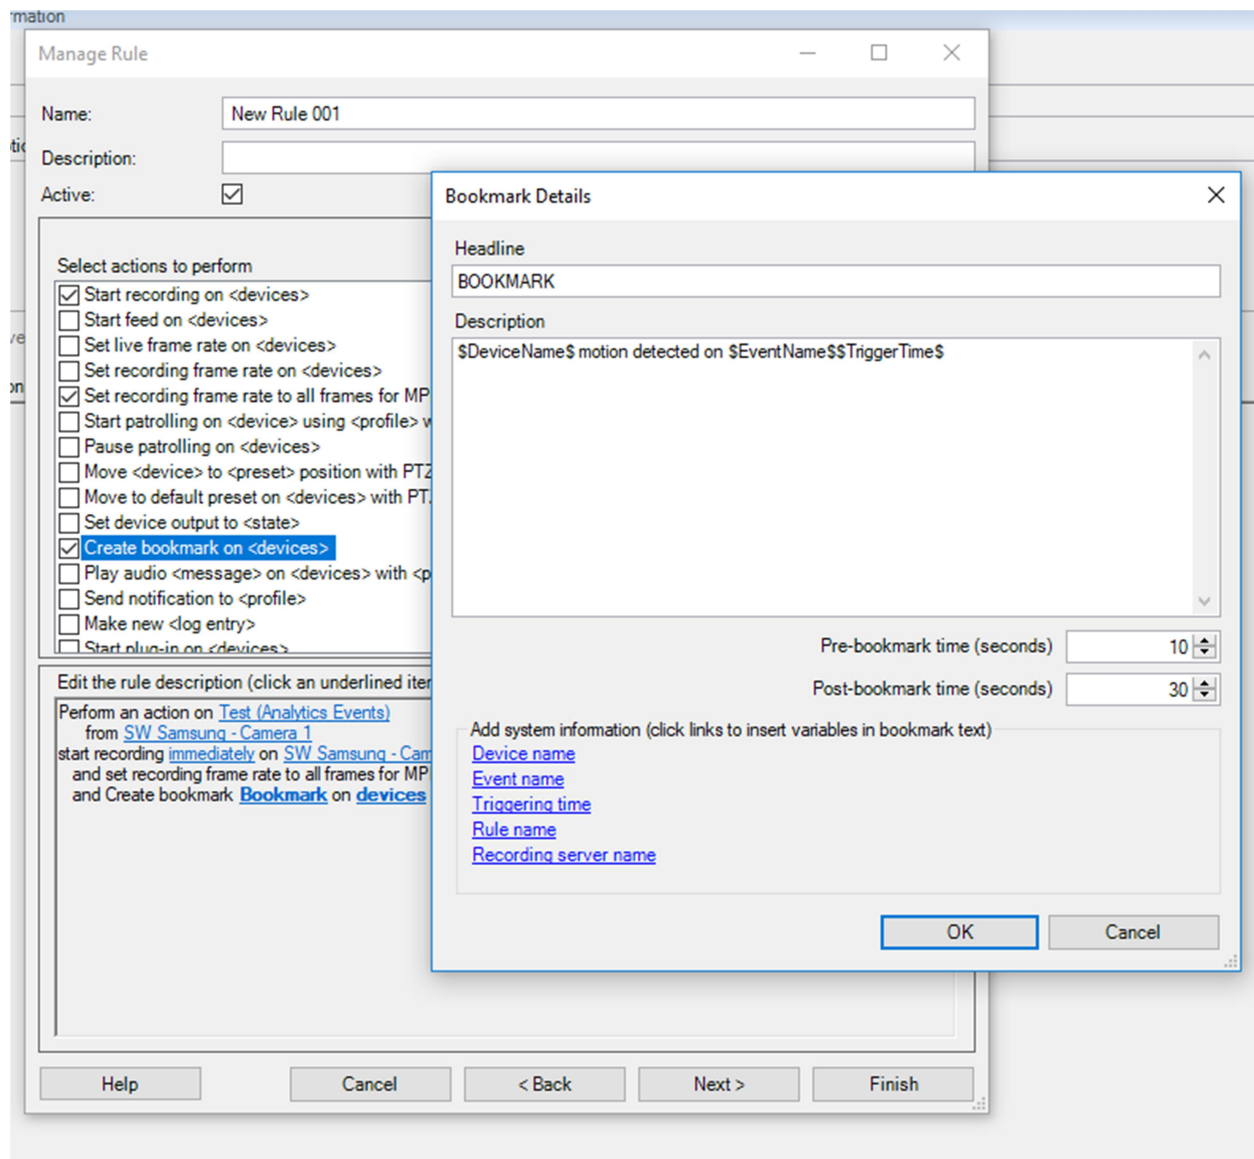 rmation
Manage Rule
Name:
New Rule 001
Description:
Active:
Select actions to perform
Start recording on <devices>
Start feed on <devices>
Set live frame rate on <devices>
Set recording frame rate on <devices>
Set recording frame rate to all frames for MP
Start patrolling on <device> using <profile> w
Pause patrolling on <devices>
Move <device> to <preset> position with PTZ
Move to default preset on <devices> with PT
Set device output to <state>
Create bookmark on <devices>
Play audio <message> on <devices> with <p
Send notification to <profile>
Make new <log entry>
Start plug-in on <devices>
Edit the rule description (click an underlined iter
Perform an action on Test (Analytics Events)
from SW Samsung - Camera 1
start recording immediately on SW Samsung - Cam
and set recording frame rate to all frames for MP
and Create bookmark Bookmark on devices
Help
Cancel
< Back
Next >
Finish
Bookmark Details
Headline
BOOKMARK
Description
$DeviceName$ motion detected on $EventName$$TriggerTime$
Pre-bookmark time (seconds)
10
Post-bookmark time (seconds)
30
Add system information (click links to insert variables in bookmark text)
Device name
Event name
Triggering time
Rule name
Recording server name
OK
Cancel